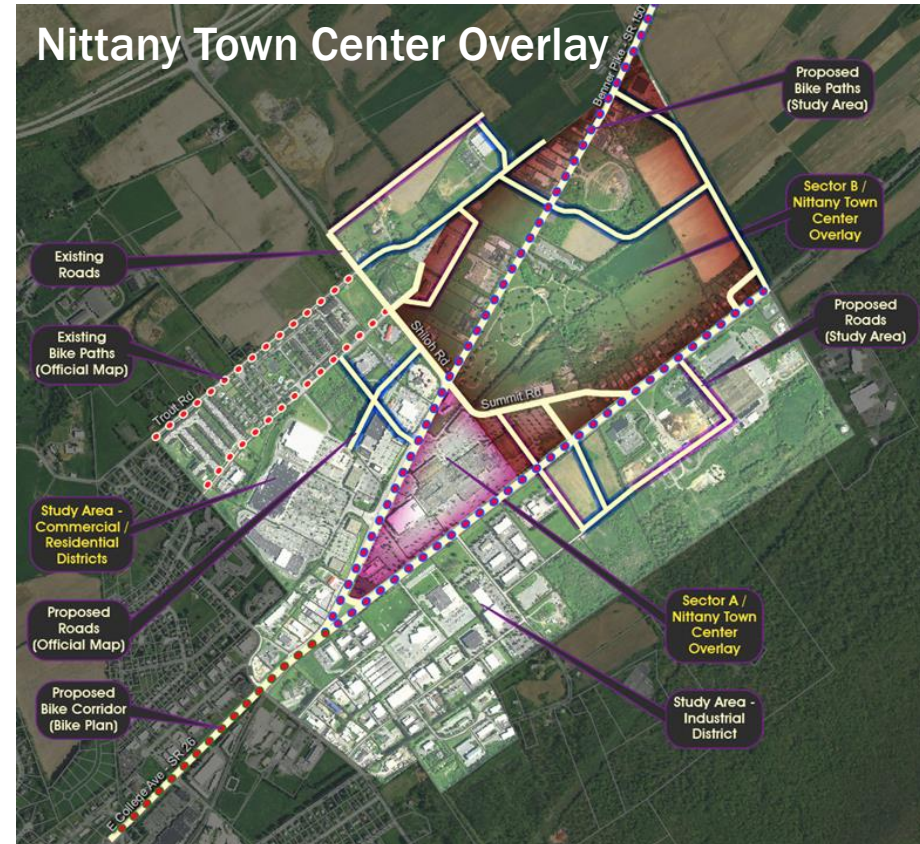 Nittany Town Center Overlay
Benner Pike - SR 150
Proposed
Bike Paths
(Study Area)
Sector B /
Nittany Town
Center
Overlay
Existing
Roads
Proposed
Roads
(Study Area)
Existing
Bike Paths
(Official Map)
Shiloh Rd
Trout Rd
Summit Rd
Study Area -
Commercial /
Residential
Districts
Proposed
Roads
(Official Map)
Sector A /
Nittany Town
Center
Overlay
Proposed
Bike Corridor
(Bike Plan)
Study Area -
Industrial
District
E College Ave - SR 26